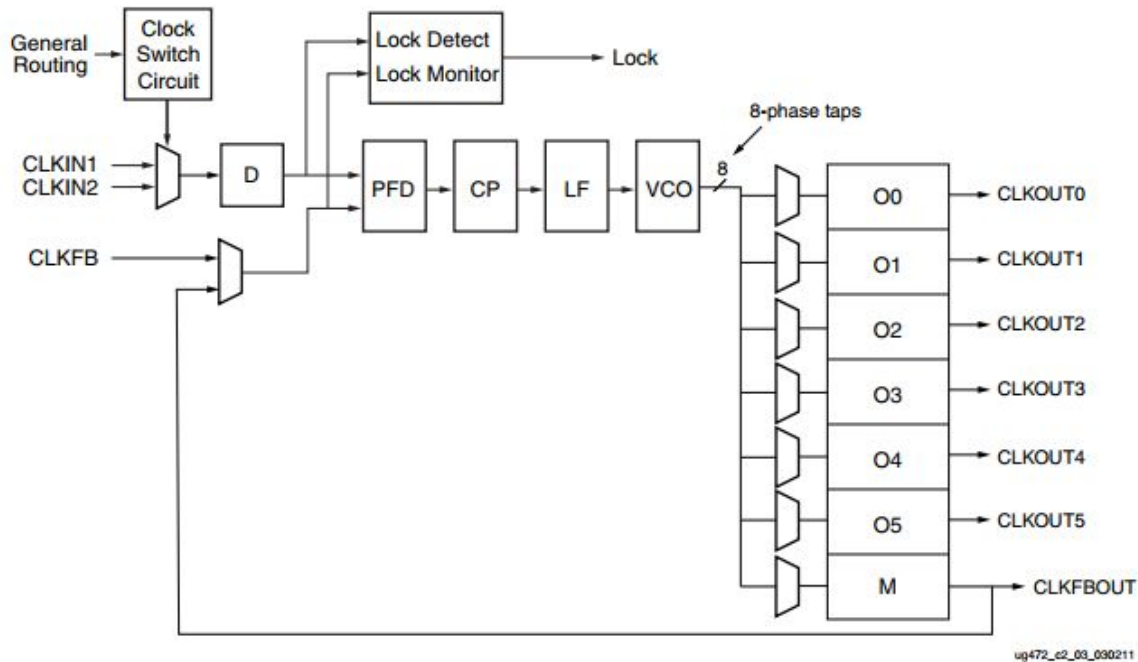 General
Routing
Clock
Switch
Circuit
Lock Detect
Lock Monitor
Lock
8-phase taps
8
CLKIN1
CLKIN2
D
PFD
CP
LF
VCO
CLKFB
O0
CLKOUT0
O1
CLKOUT1
O2
CLKOUT2
O3
CLKOUT3
O4
CLKOUT4
O5
CLKOUT5
M
CLKFBOUT
ug472_c2_03_030211